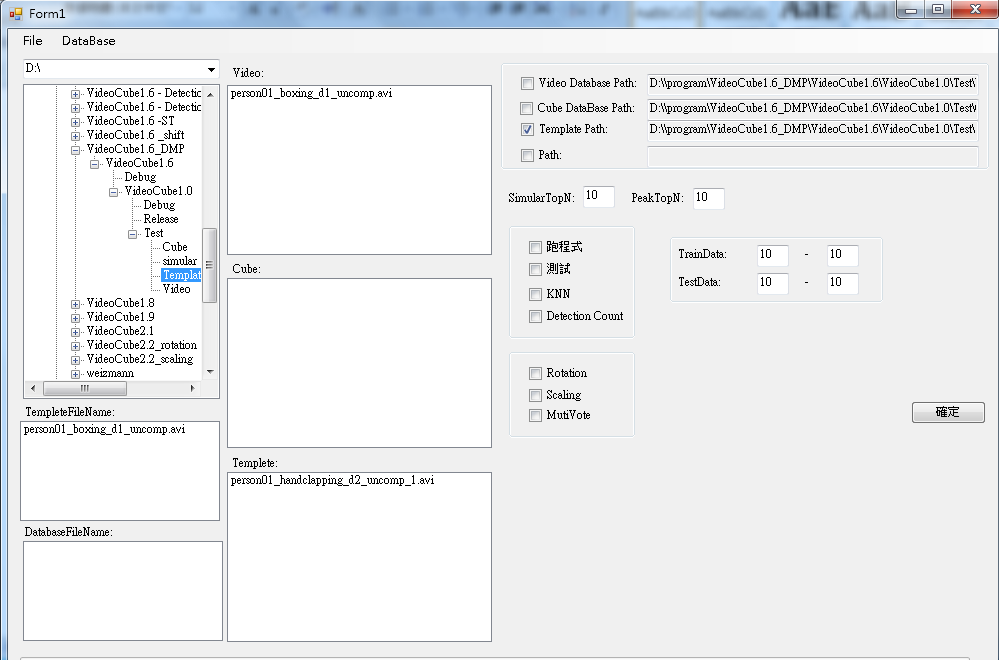 Form1
File DataBase
D:\
VideoCube1.6 - Detectic
VideoCube1.6 - Detectic
VideoCube1.6 -ST
VideoCube1.6 _shift
VideoCube1.6_DMP
VideoCube1.6
Debug
VideoCube1.0
Debug
Release
Test
Cube
simular
Templat
Video
VideoCube1.8
VideoCube1.9
VideoCube2.1
VideoCube2.2_rotation
VideoCube2.2_scaling
weizmann
TempleteFileName:
person01_boxing_d1_uncomp.avi
DatabaseFileName:
Video:
person01_boxing_d1_uncomp.avi
Cube:
Templete:
person01_handclapping_d2_uncomp_1.avi
Video Database Path: D:\\program\VideoCube1.6_DMP\VideoCube1.6\VideoCube1.0\Test\
Cube DataBase Path: D:\\program\VideoCube1.6_DMP\VideoCube1.6\VideoCube1.0\Test\
Template Path: D:\\program\VideoCube1.6_DMP\VideoCube1.6\VideoCube1.0\Test\
Path:
SimularTopN: 10 PeakTopN: 10
跑程式
測試
KNN
Detection Count
TrainData: 10 - 10
TestData: 10 - 10
Rotation
Scaling
MutiVote
確定